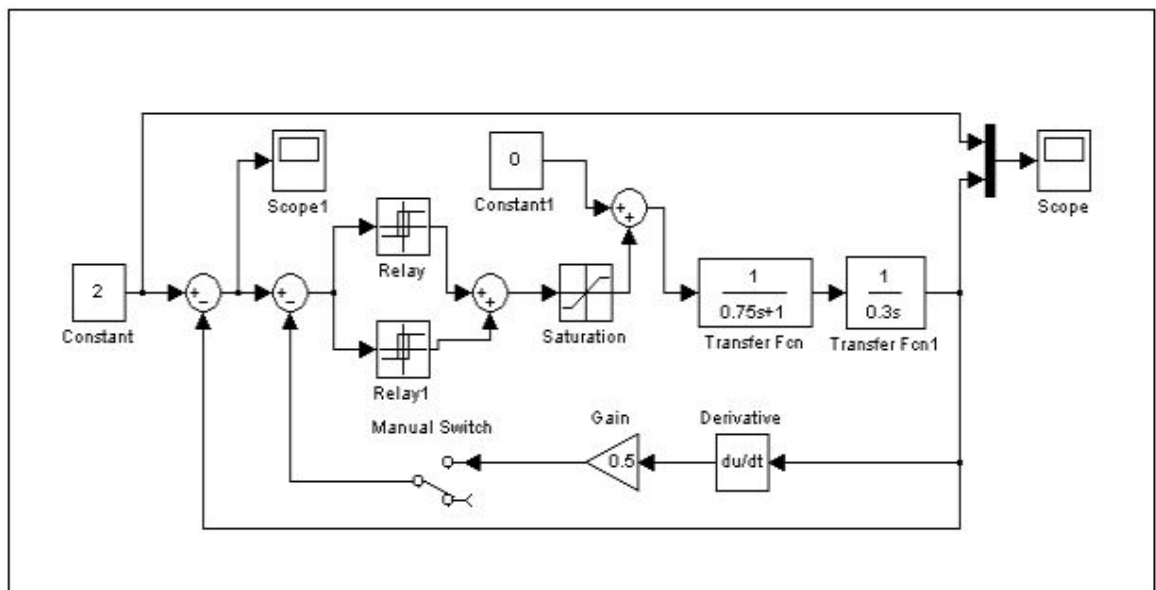 0
Scope1
Constant1
Scope
+
+
Relay
2
+
−
+
−
+
+
1
0.75s+1
1
0.3s
Constant
Saturation
Transfer Fcn
Transfer Fcn1
Relay1
Manual Switch
Gain
Derivative
0.5
du/dt